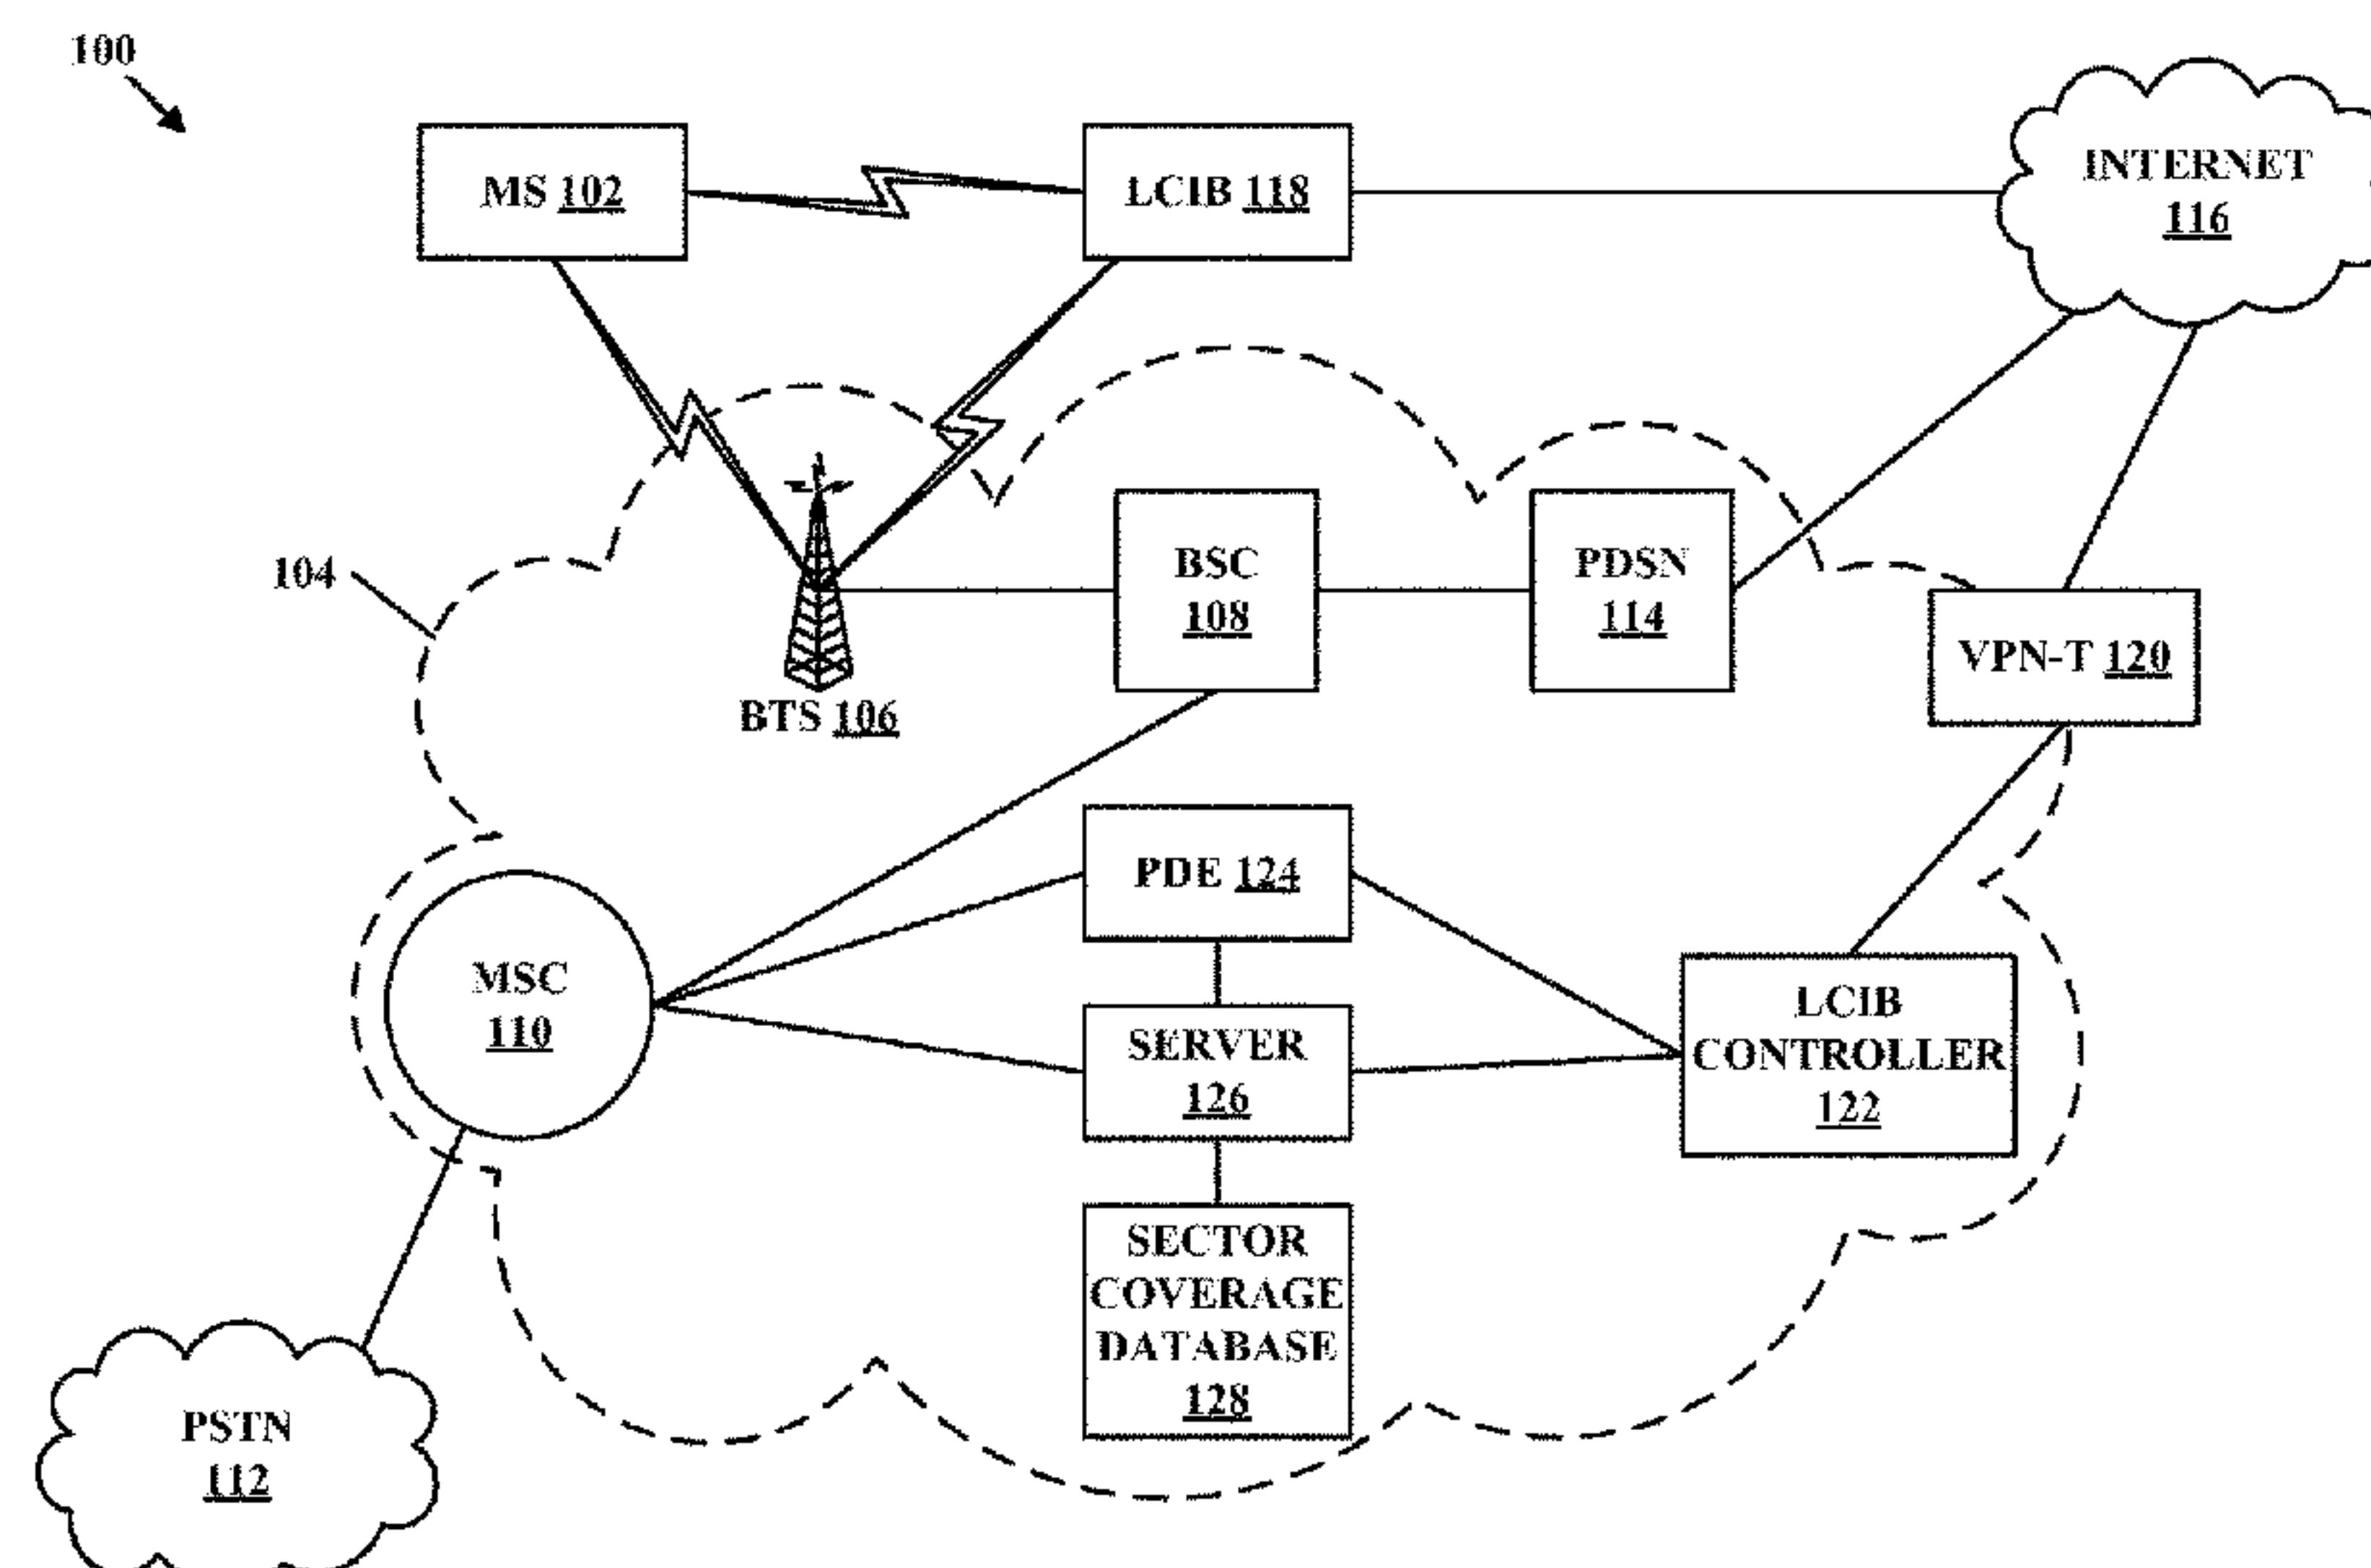 100
MS 102
LCIB 118
INTERNET
116
104
BTS 106
BSC
108
PDSN
114
VPN-T 120
PDE 124
MSC
110
SERVER
126
LCIB
CONTROLLER
122
SECTOR
COVERAGE
DATABASE
128
PSTN
112